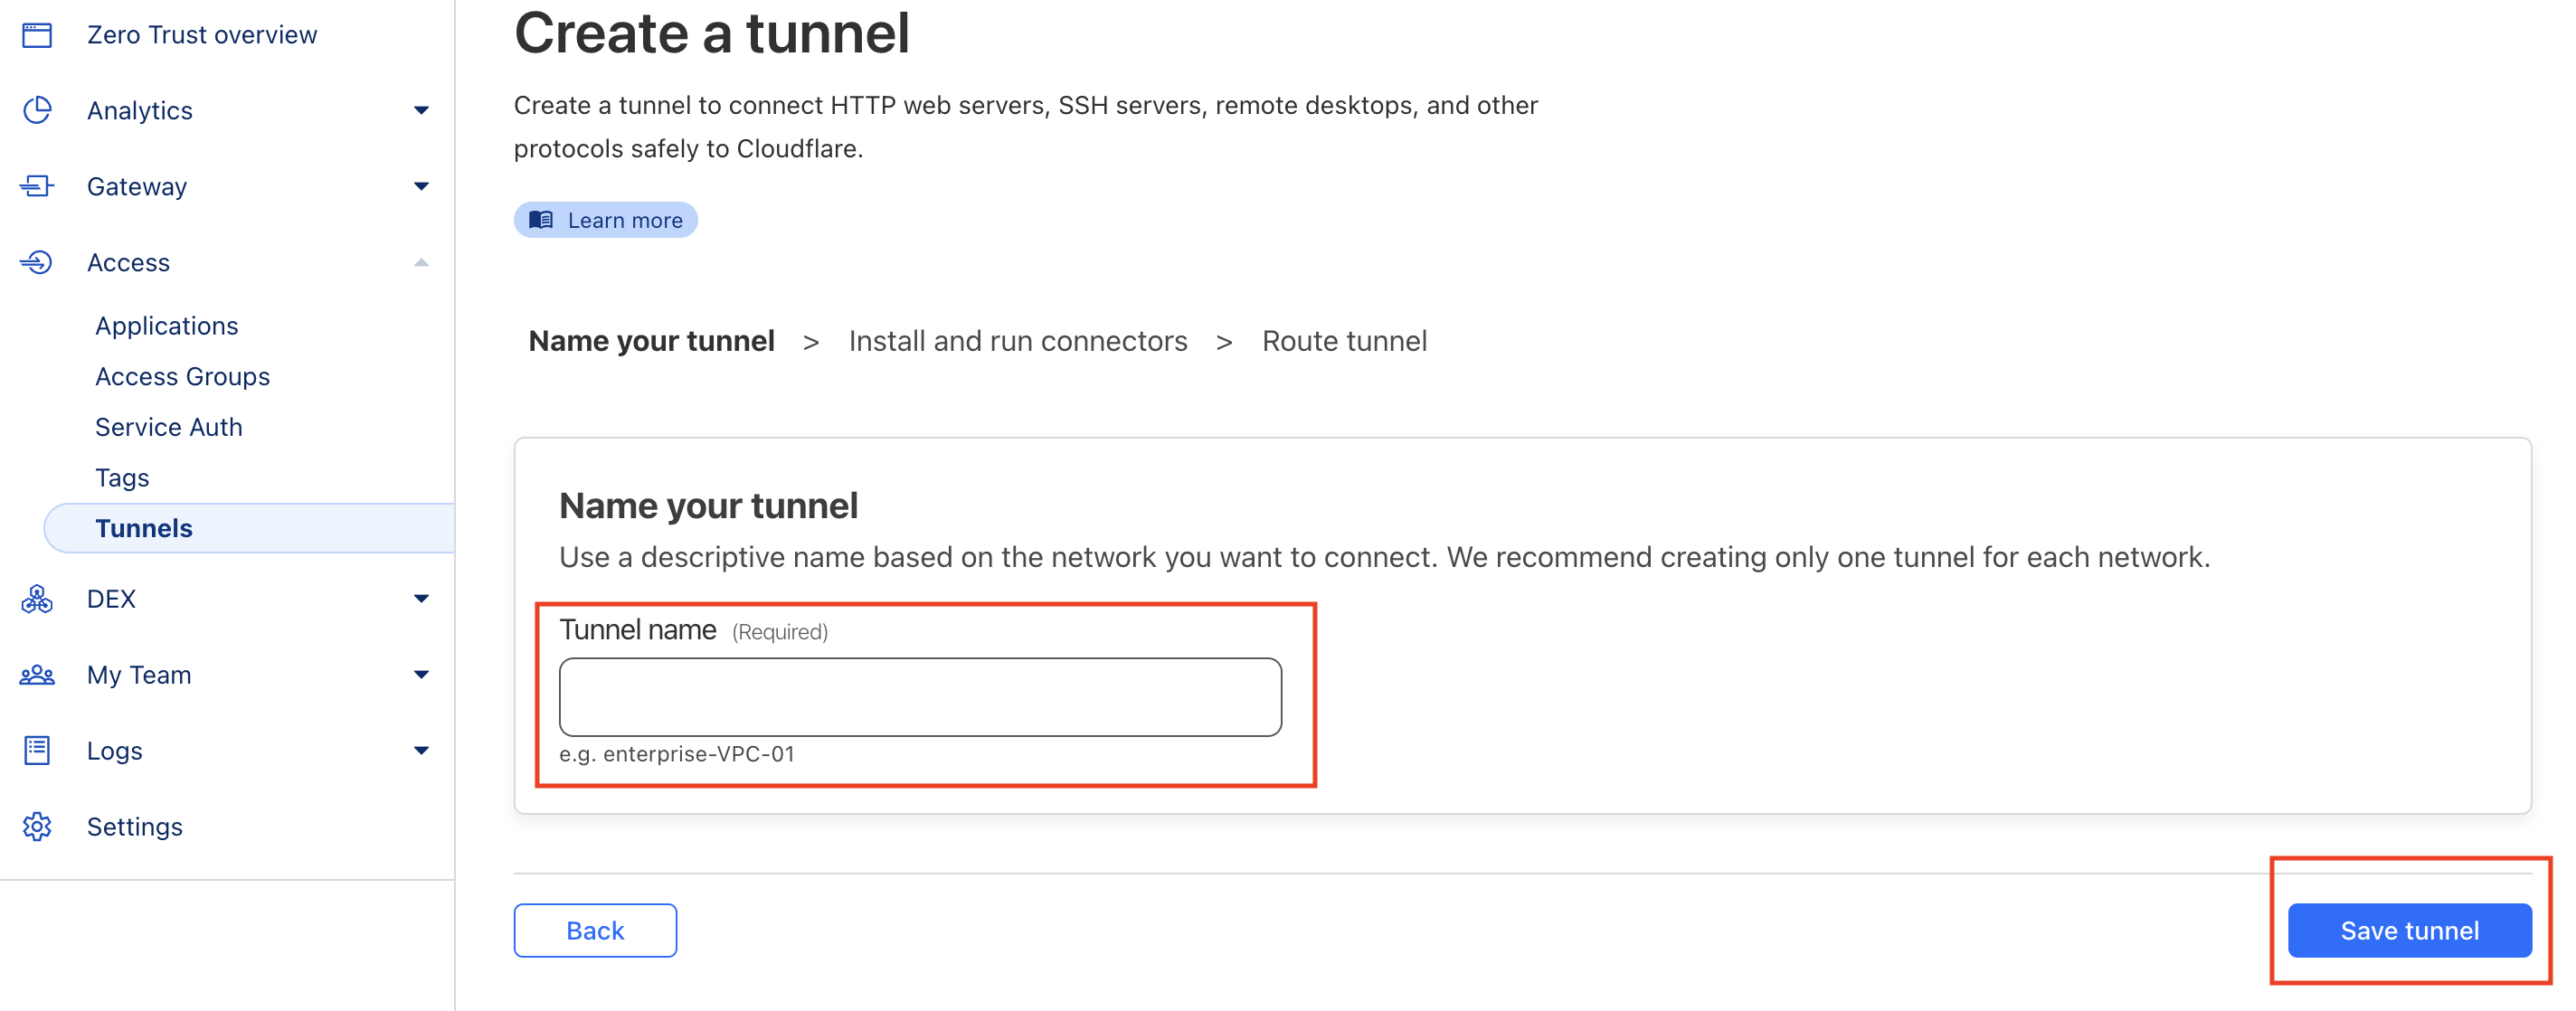 Zero Trust overview
Analytics
Gateway
Access
Applications
Access Groups
Service Auth
Tags
Tunnels
DEX
My Team
Logs
Settings
Create a tunnel
Create a tunnel to connect HTTP web servers, SSH servers, remote desktops, and other
protocols safely to Cloudflare.
Learn more
Name your tunnel > Install and run connectors > Route tunnel
Name your tunnel
Use a descriptive name based on the network you want to connect. We recommend creating only one tunnel for each network.
Tunnel name (Required)
e.g. enterprise-VPC-01
Back
Save tunnel